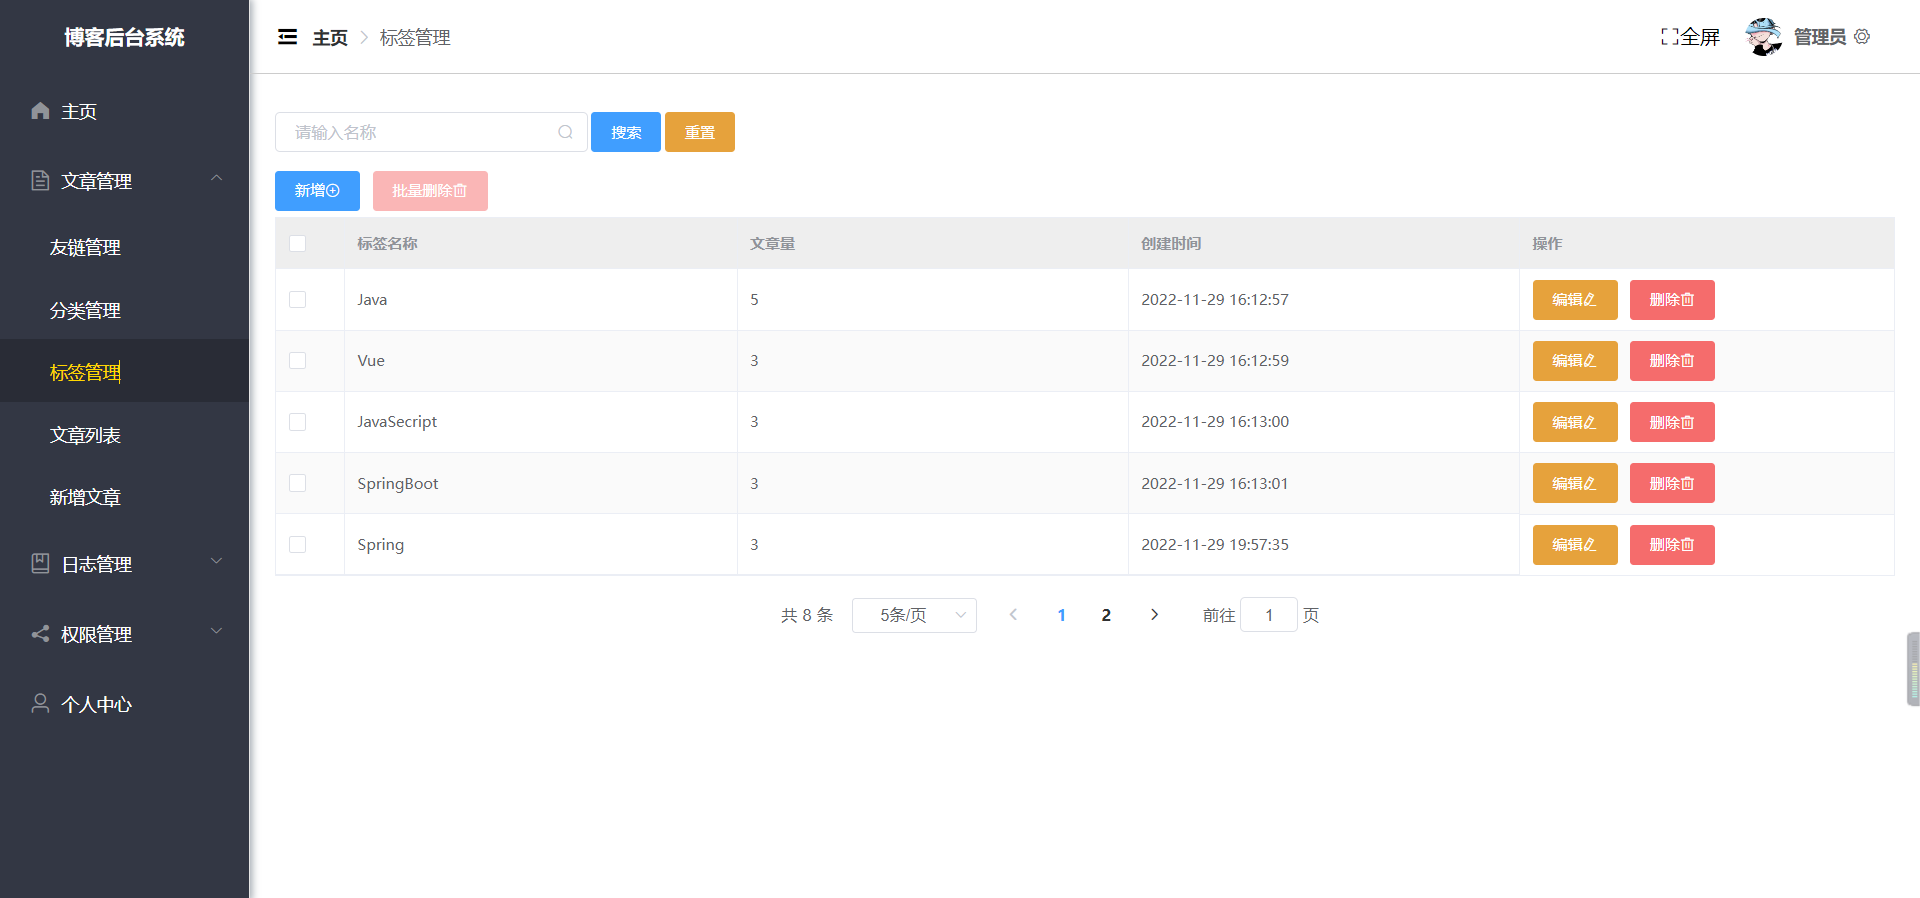 博客后台系统
主页
文章管理
友链管理
分类管理
标签管理
文章列表
新增文章
日志管理
权限管理
个人中心
主页 标签管理
全屏 管理员
请输入名称 搜索 重置
新增 批量删除
标签名称 文章量 创建时间 操作
Java 5 2022-11-29 16:12:57 编辑 删除
Vue 3 2022-11-29 16:12:59 编辑 删除
JavaSecript 3 2022-11-29 16:13:00 编辑 删除
SpringBoot 3 2022-11-29 16:13:01 编辑 删除
Spring 3 2022-11-29 19:57:35 编辑 删除
共 8 条 5条/页 1 2 前往 1 页